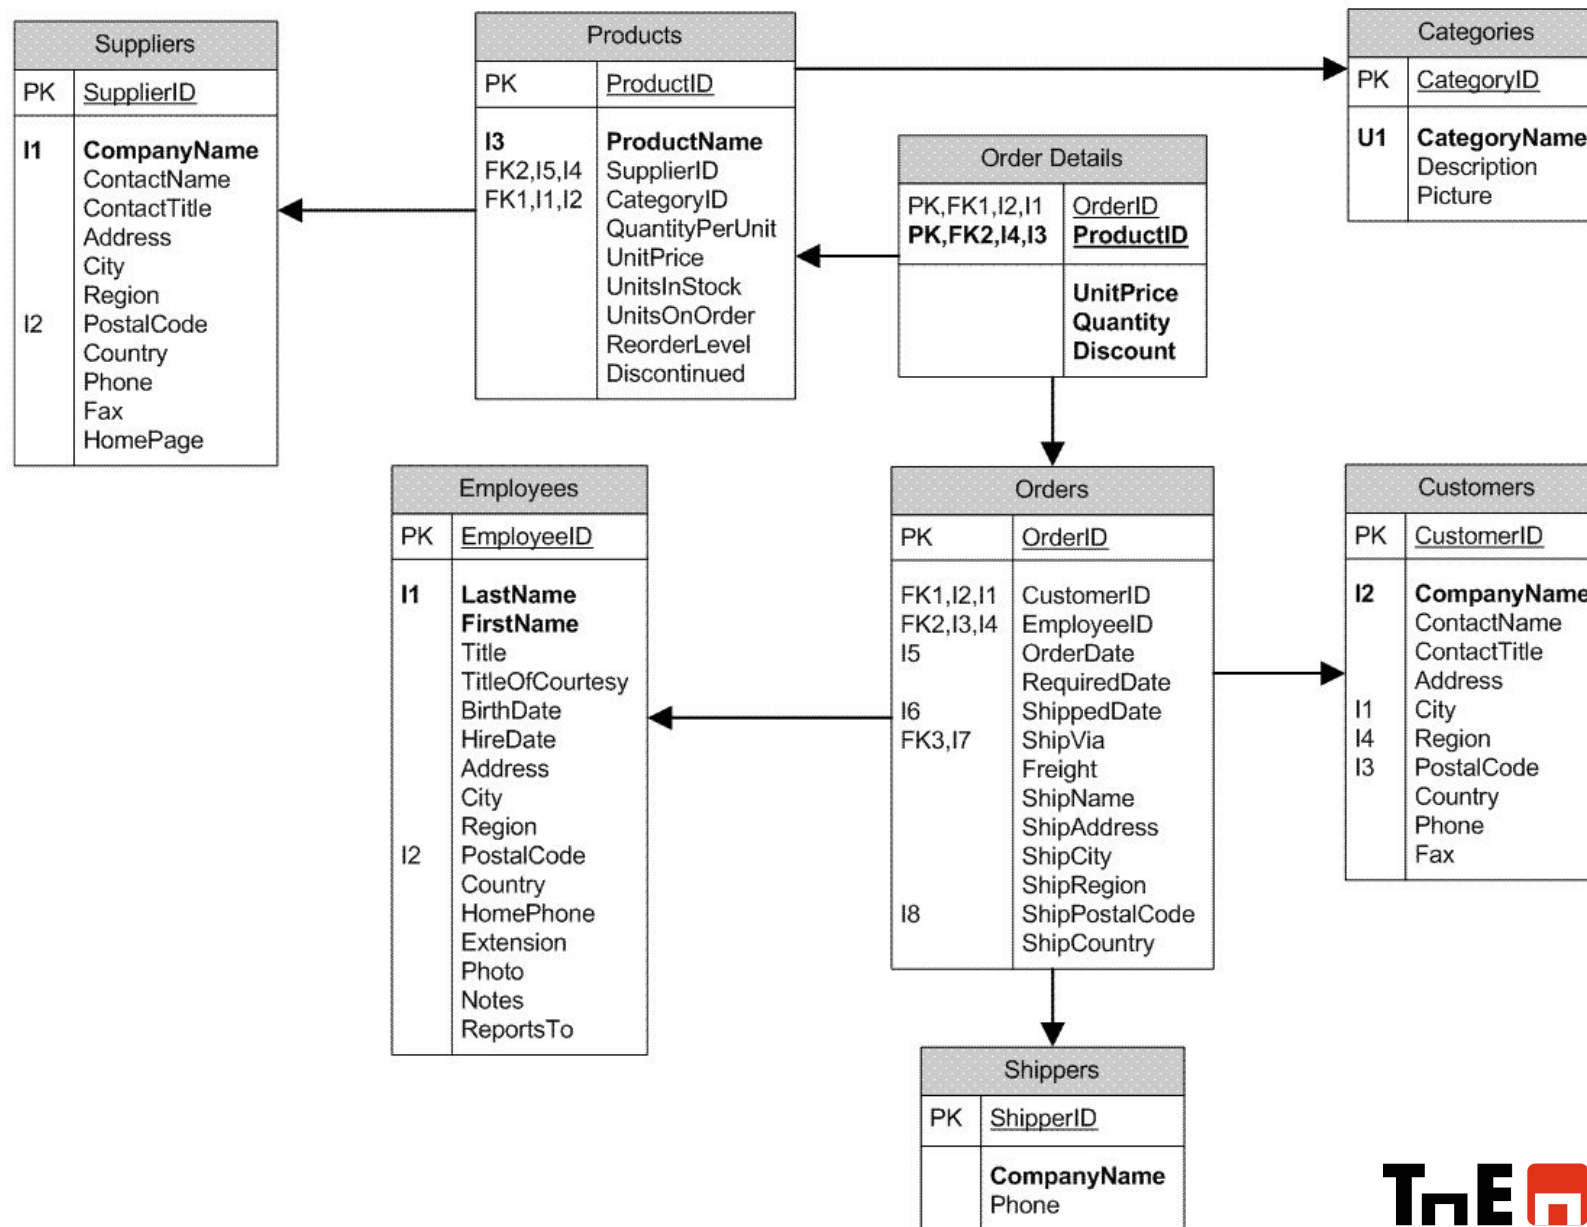 Suppliers
PK SupplierID
I1 CompanyName
ContactName
ContactTitle
Address
City
Region
I2 PostalCode
Country
Phone
Fax
HomePage
Products
PK ProductID
I3 ProductName
FK2,I5,I4 SupplierID
FK1,I1,I2 CategoryID
QuantityPerUnit
UnitPrice
UnitsInStock
UnitsOnOrder
ReorderLevel
Discontinued
Order Details
PK,FK1,I2,I1 OrderID
PK,FK2,I4,I3 ProductID
UnitPrice
Quantity
Discount
Categories
PK CategoryID
U1 CategoryName
Description
Picture
Employees
PK EmployeeID
I1 LastName
FirstName
Title
TitleOfCourtesy
BirthDate
HireDate
Address
City
Region
I2 PostalCode
Country
HomePhone
Extension
Photo
Notes
ReportsTo
Orders
PK OrderID
FK1,I2,I1 CustomerID
FK2,I3,I4 EmployeeID
I5 OrderDate
RequiredDate
I6 ShippedDate
FK3,I7 ShipVia
Freight
ShipName
ShipAddress
ShipCity
ShipRegion
I8 ShipPostalCode
ShipCountry
Customers
PK CustomerID
I2 CompanyName
ContactName
ContactTitle
Address
I1 City
I4 Region
I3 PostalCode
Country
Phone
Fax
Shippers
PK ShipperID
CompanyName
Phone
TnE